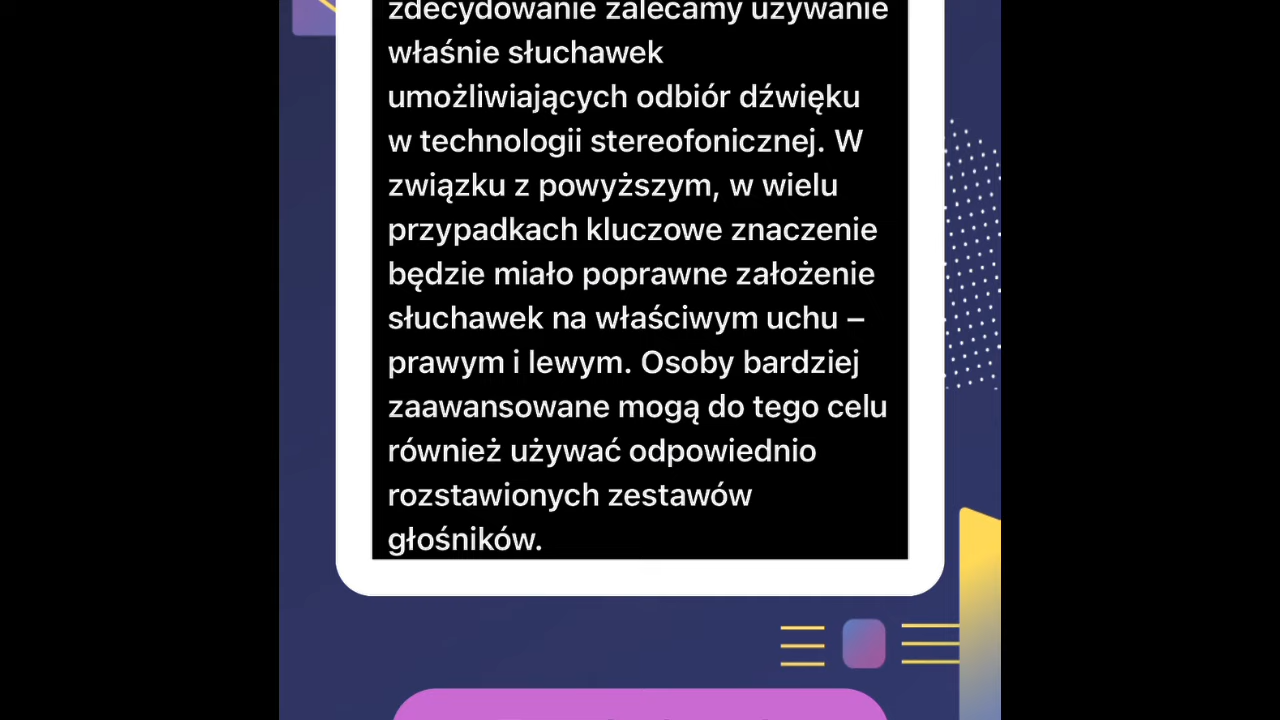 zdecydowanie zalecamy używanie
właśnie słuchawek
umożliwiających odbiór dźwięku
w technologii stereofonicznej. W
związku z powyższym, w wielu
przypadkach kluczowe znaczenie
będzie miało poprawne założenie
słuchawek na właściwym uchu –
prawym i lewym. Osoby bardziej
zaawansowane mogą do tego celu
również używać odpowiednio
rozstawionych zestawów
głośników.